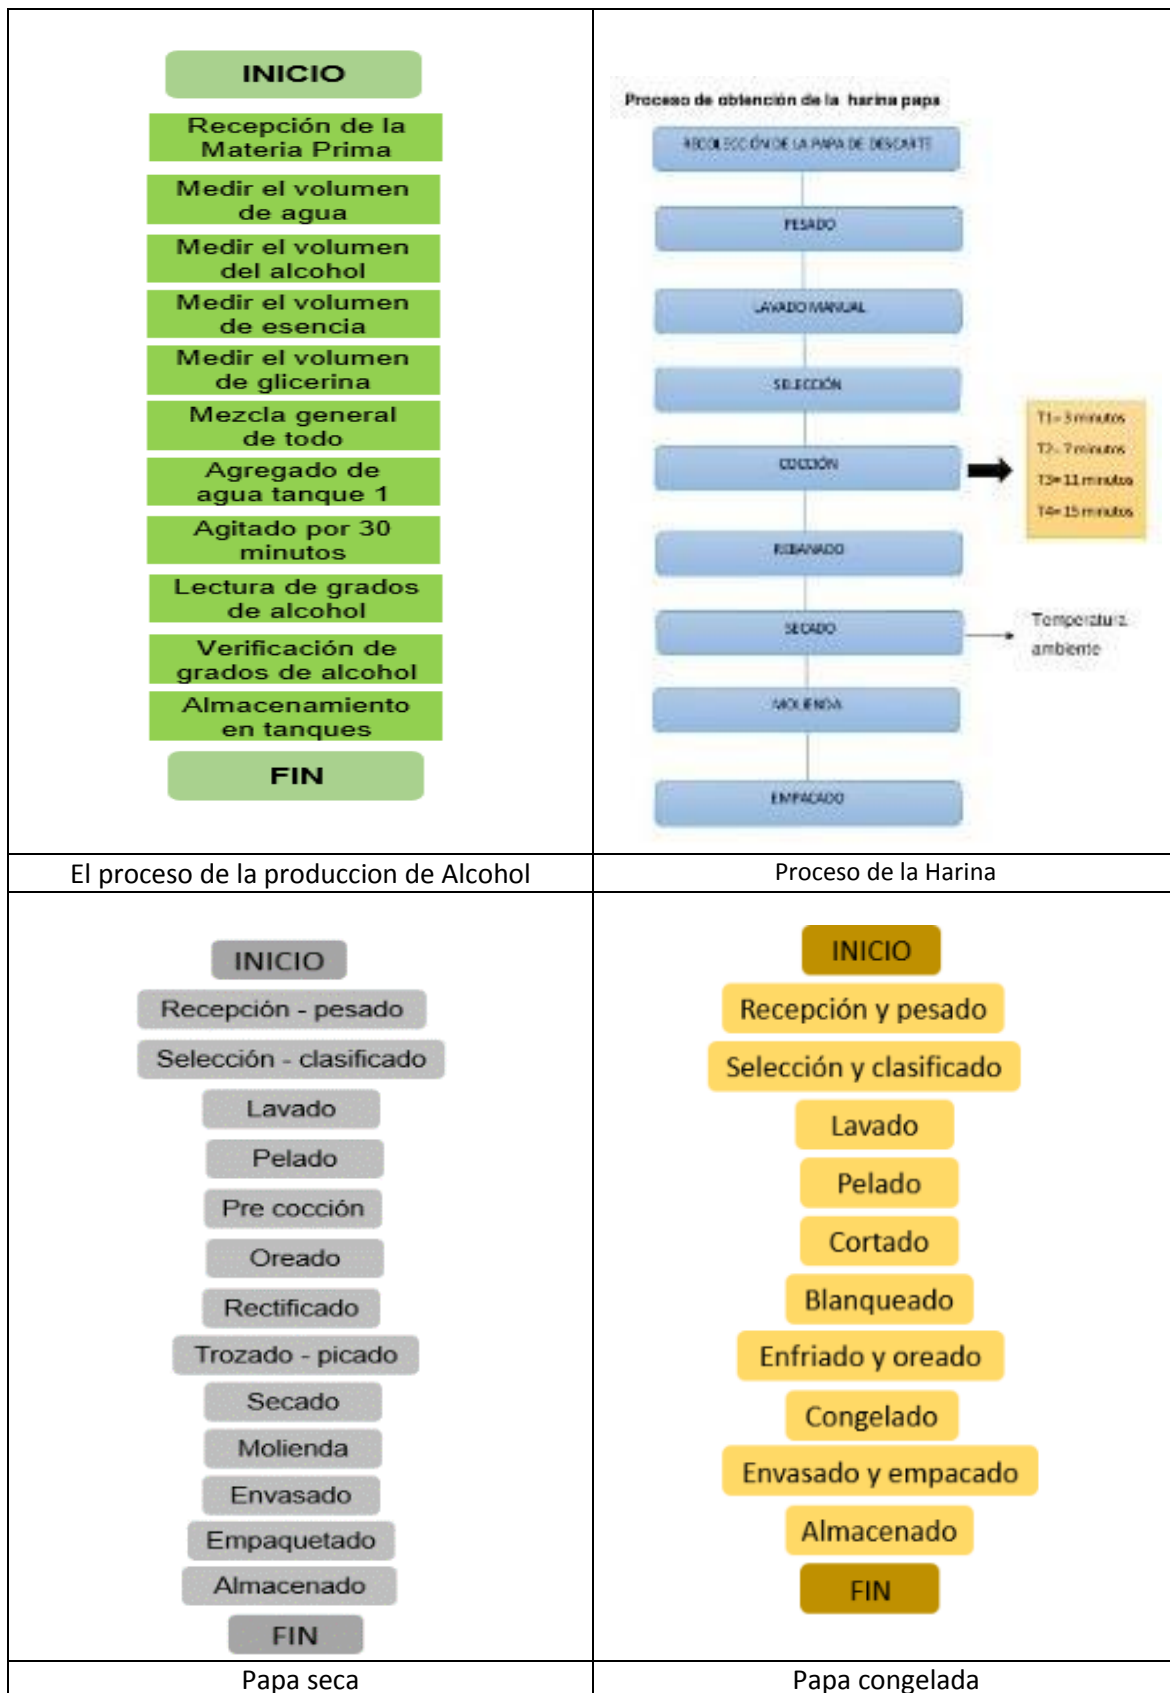 INICIO
Recepción de la
Materia Prima
Medir el volumen
de agua
Medir el volumen
del alcohol
Medir el volumen
de esencia
Medir el volumen
de glicerina
Mezcla general
de todo
Agregado de
agua tanque 1
Agitado por 30
minutos
Lectura de grados
de alcohol
Verificación de
grados de alcohol
Almacenamiento
en tanques
FIN
Proceso de obtención de la harina papa
RECOLECCIÓN DE LA PAPA DE DESCARTE
PESADO
LAVADO MANUAL
SELECCIÓN
COCCIÓN
T1= 3 minutos
T2= 7 minutos
T3= 11 minutos
T4= 15 minutos
REBANADO
SECADO
Temperatura
ambiente
MOLIENDA
EMPACADO
El proceso de la produccion de Alcohol
Proceso de la Harina
INICIO
Recepción - pesado
Selección - clasificado
Lavado
Pelado
Pre cocción
Oreado
Rectificado
Trozado - picado
Secado
Molienda
Envasado
Empaquetado
Almacenado
FIN
INICIO
Recepción y pesado
Selección y clasificado
Lavado
Pelado
Cortado
Blanqueado
Enfriado y oreado
Congelado
Envasado y empacado
Almacenado
FIN
Papa seca
Papa congelada